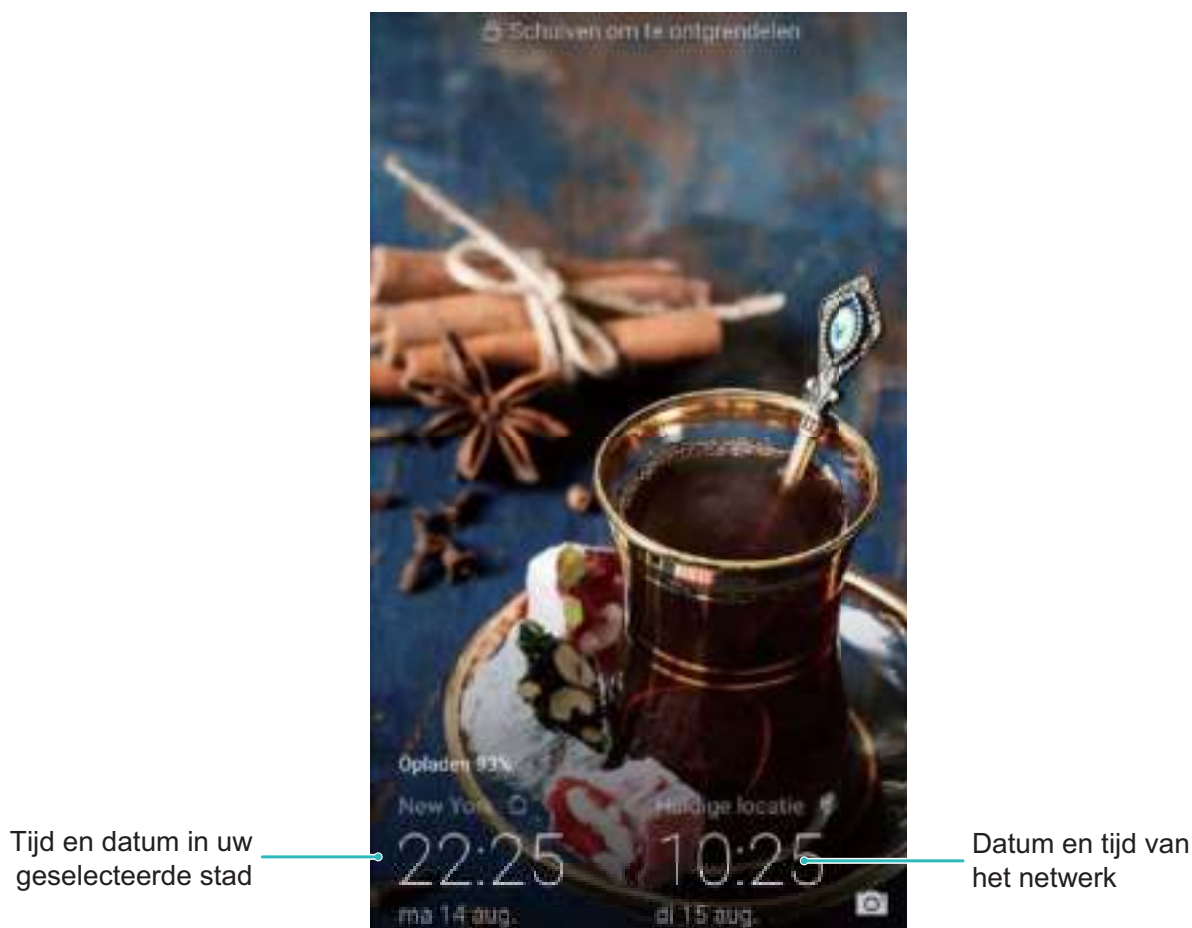 Schuiven om te ontgrendelen
Opladen 93%
New York
Huidige locatie
22:25
10:25
ma 14 aug.
di 15 aug.
Tijd en datum in uw
geselecteerde stad
Datum en tijd van
het netwerk